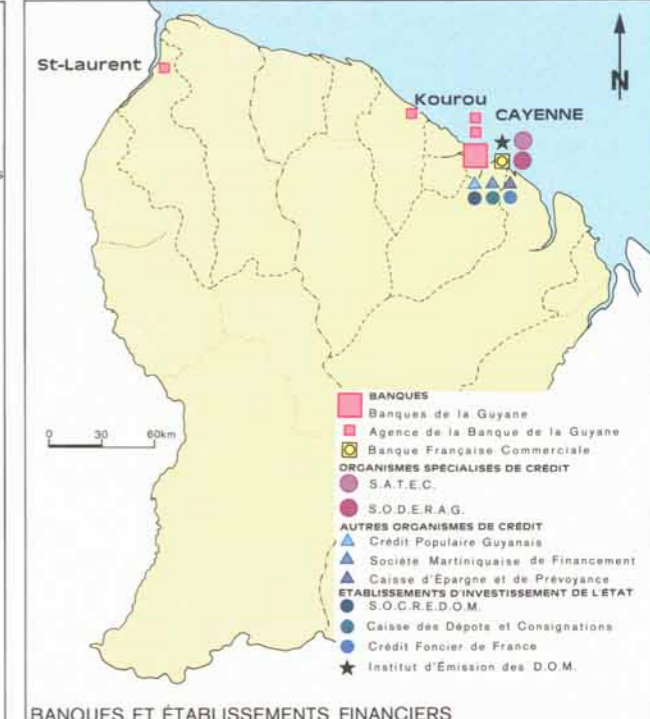 St-Laurent
Kourou
CAYENNE
N
s
0 30 60km
BANQUES
Banques de la Guyane
Agence de la Banque de la Guyane
Banque Française Commerciale
ORGANISMES SPÉCIALISÉS DE CRÉDIT
S.A.T.E.C.
S.O.D.E.R.A.G.
AUTRES ORGANISMES DE CRÉDIT
Crédit Populaire Guyanais
Société Martiniquaise de Financement
Caisse d'Epargne et de Prévoyance
ETABLISSEMENTS D'INVESTISSEMENT DE L'ÉTAT
S.O.C.R.E.D.O.M.
Caisse des Dépots et Consignations
Crédit Foncier de France
Institut d'Émission des D.O.M.
BANQUES ET ÉTABLISSEMENTS FINANCIERS